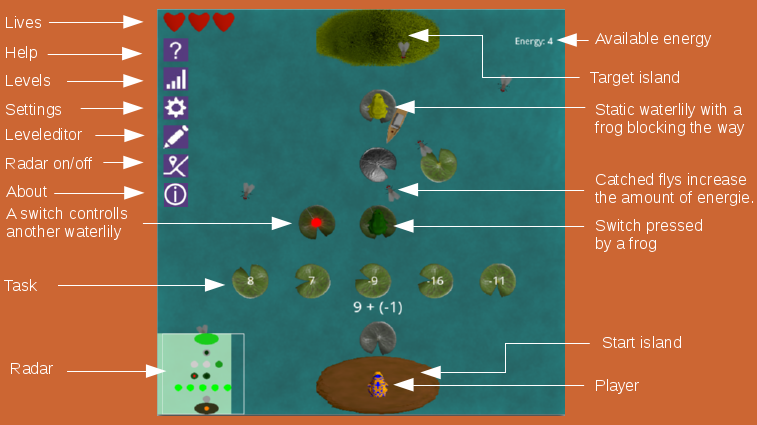 Lives
Help
Levels
Settings
Leveleditor
Radar on/off
About
A switch controlls
another waterlily
Task
Radar
?
Energy: 4
8
7
-9
-16
-11
9 + (-1)
Available energy
Target island
Static waterlily with a
frog blocking the way
Catched flys increase
the amount of energie.
Switch pressed
by a frog
Start island
Player